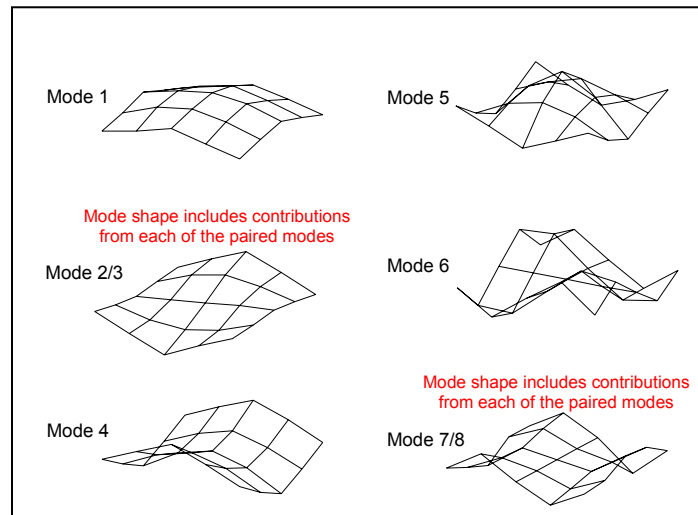 Mode 1
Mode shape includes contributions
from each of the paired modes
Mode 2/3
Mode 4
Mode 5
Mode 6
Mode shape includes contributions
from each of the paired modes
Mode 7/8